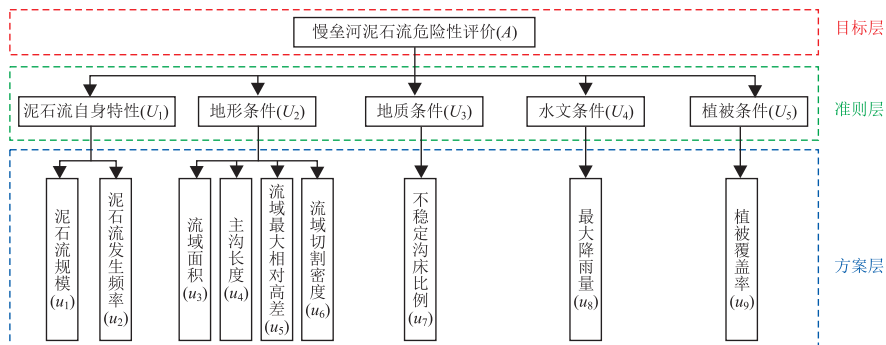 慢垒河泥石流危险性评价(A)
目标层
泥石流自身特性(U1)
地形条件(U2)
地质条件(U3)
水文条件(U4)
植被条件(U5)
准则层
泥石流规模(u1)
泥石流发生频率(u2)
流域面积(u3)
主沟长度(u4)
流域最大相对高差(u5)
流域切割密度(u6)
不稳定沟床比例(u7)
最大降雨量(u8)
植被覆盖率(u9)
方案层